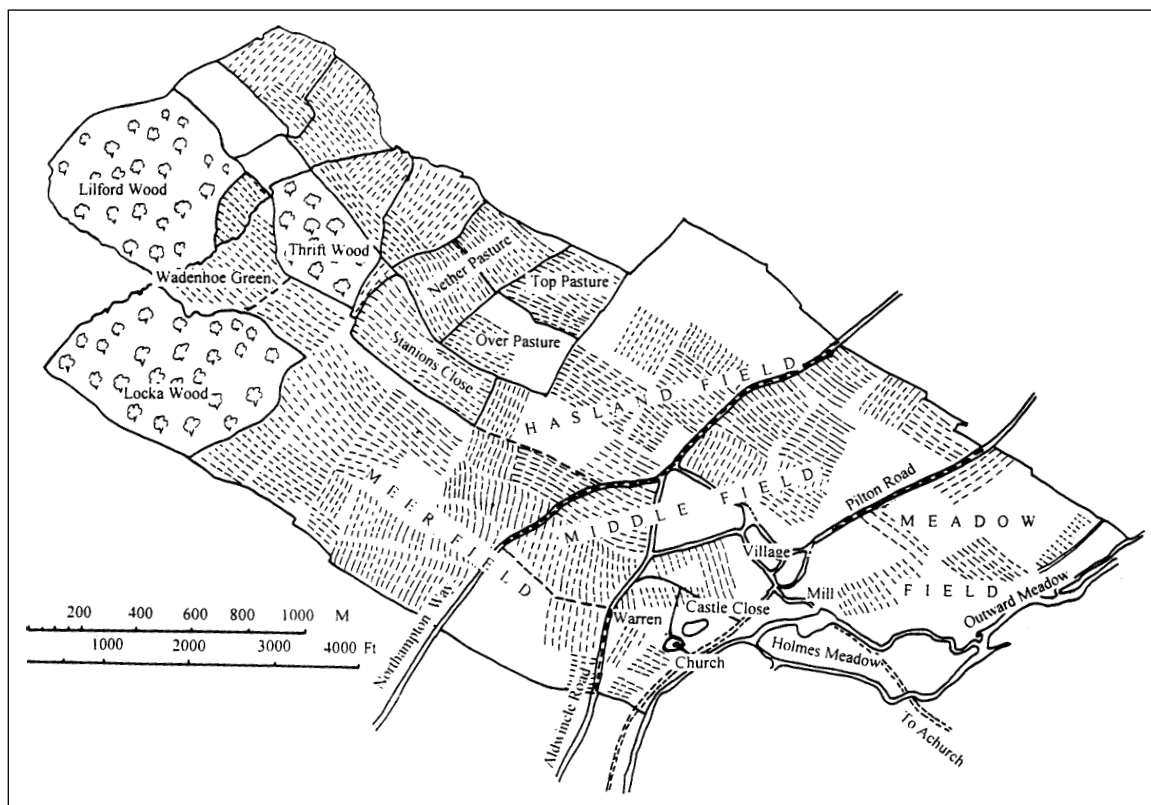 Lilford Wood
Thrift Wood
Wadenhoe Green
Nether Pasture
Top Pasture
Over Pasture
Stanions Close
Locka Wood
HASLAND FIELD
MEER FIELD
MIDDLE FIELD
Pilton Road
MEADOW
FIELD
Village
Mill
Outward Meadow
Castle Close
Warren
Church
Holmes Meadow
Northampton Way
Aldwincle Road
To Achurch
200 400 600 800 1000 M
1000 2000 3000 4000 Ft